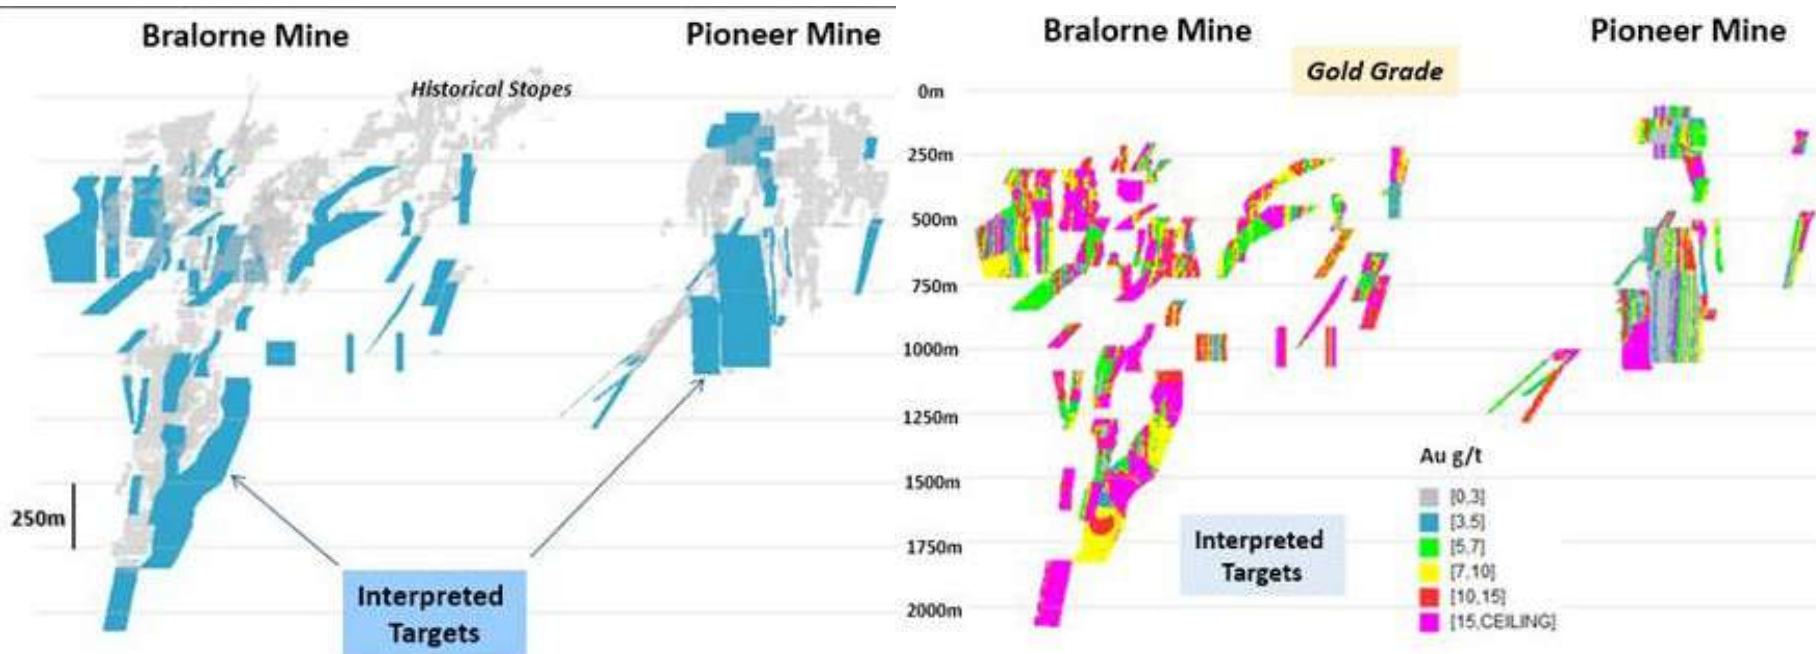 Bralorne Mine
Pioneer Mine
Historical Stopes
250m
Interpreted
Targets
Bralorne Mine
Pioneer Mine
Gold Grade
0m
250m
500m
750m
1000m
1250m
1500m
1750m
2000m
Interpreted
Targets
Au g/t
[0,3]
[3,5]
[5,7]
[7,10]
[10,15]
[15,CEILING]